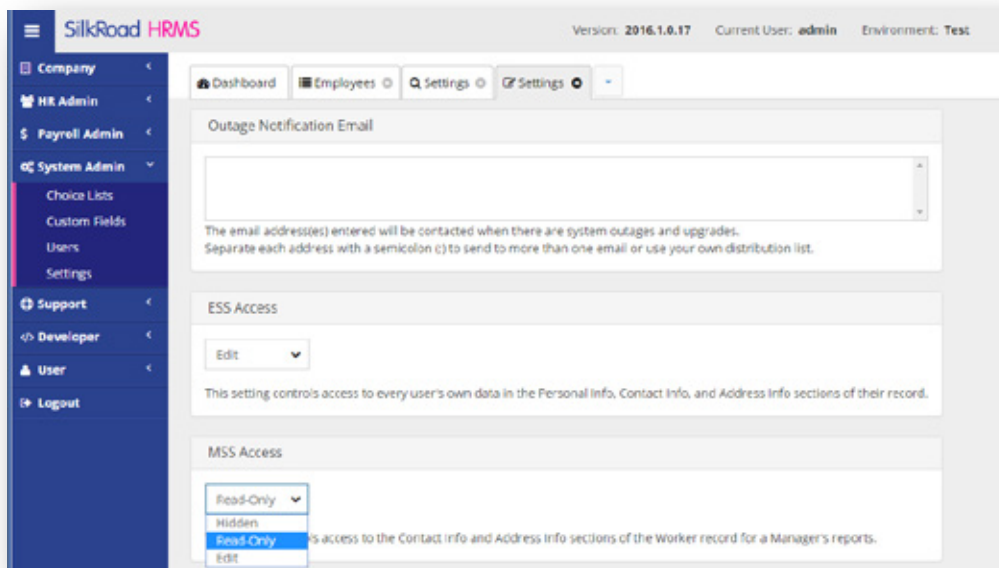 SilkRoad HRMS
Version: 2016.1.0.17 Current User: admin Environment: Test
Company
HR Admin
$ Payroll Admin
System Admin
Choice Lists
Custom Fields
Users
Settings
Support
</> Developer
User
Logout
Dashboard Employees Settings Settings
Outage Notification Email
The email address(es) entered will be contacted when there are system outages and upgrades.
Separate each address with a semicolon (;) to send to more than one email or use your own distribution list.
ESS Access
Edit
This setting controls access to every user's own data in the Personal Info, Contact Info, and Address Info sections of their record.
MSS Access
Read-Only
Hidden
Read-Only
Edit
ls access to the Contact Info and Address Info sections of the Worker record for a Manager's reports.